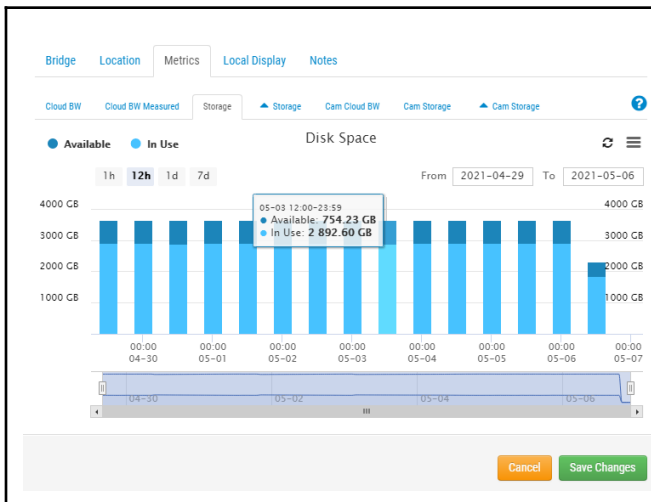 Bridge Location Metrics Local Display Notes
Cloud BW Cloud BW Measured Storage Storage Cam Cloud BW Cam Storage Cam Storage ?
Available In Use Disk Space
1h 12h 1d 7d From 2021-04-29 To 2021-05-06
05-03 12:00-23:59
Available: 754.23 GB
In Use: 2 892.60 GB
4000 GB 4000 GB
3000 GB 3000 GB
2000 GB 2000 GB
1000 GB 1000 GB
00:00 00:00 00:00 00:00 00:00 00:00 00:00 00:00
04-30 05-01 05-02 05-03 05-04 05-05 05-06 05-07
04-30 05-02 05-04 05-06
Cancel Save Changes